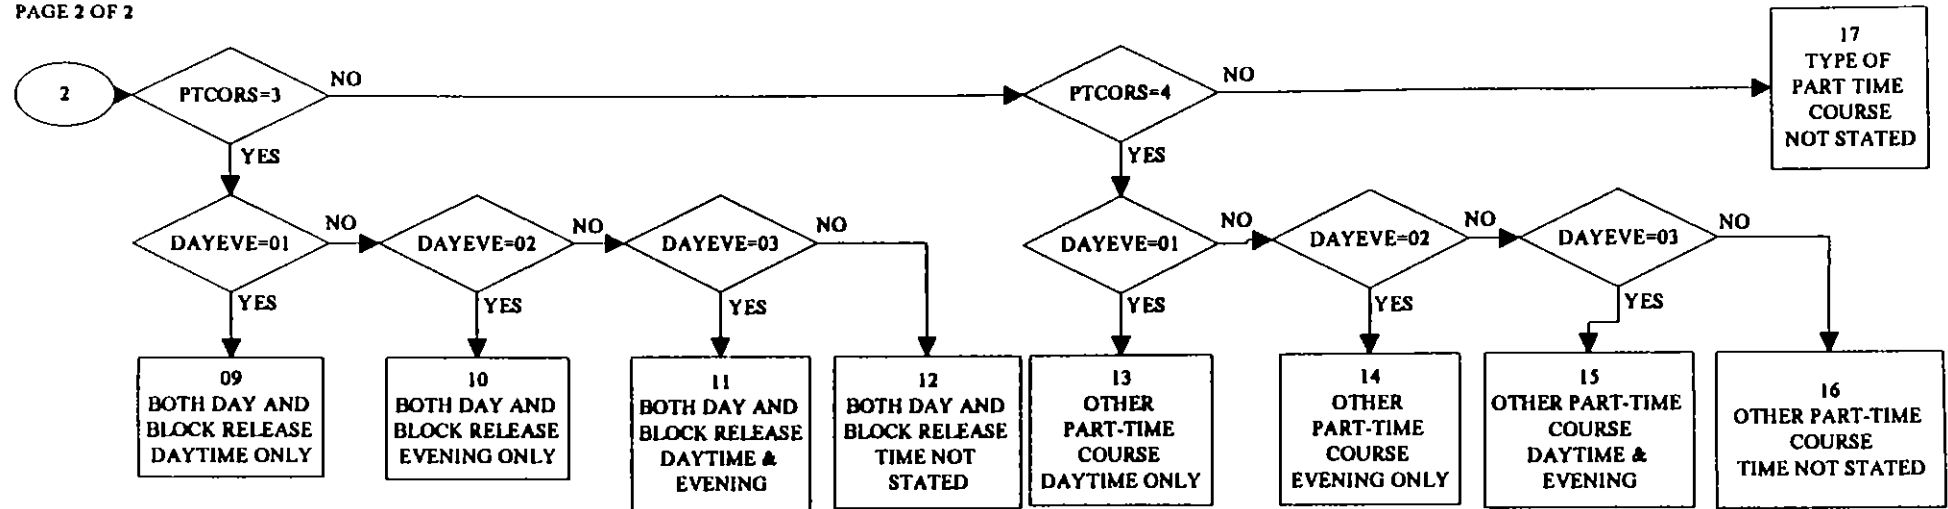 PAGE 2 OF 2
2
PTCORS=3
NO
YES
PTCORS=4
NO
YES
17
TYPE OF
PART TIME
COURSE
NOT STATED
DAYEVE=01
NO
YES
DAYEVE=02
NO
YES
DAYEVE=03
NO
YES
DAYEVE=01
NO
YES
DAYEVE=02
NO
YES
DAYEVE=03
NO
YES
09
BOTH DAY AND
BLOCK RELEASE
DAYTIME ONLY
10
BOTH DAY AND
BLOCK RELEASE
EVENING ONLY
11
BOTH DAY AND
BLOCK RELEASE
DAYTIME &
EVENING
12
BOTH DAY AND
BLOCK RELEASE
TIME NOT
STATED
13
OTHER
PART-TIME
COURSE
DAYTIME ONLY
14
OTHER
PART-TIME
COURSE
EVENING ONLY
15
OTHER PART-TIME
COURSE
DAYTIME &
EVENING
16
OTHER PART-TIME
COURSE
TIME NOT STATED